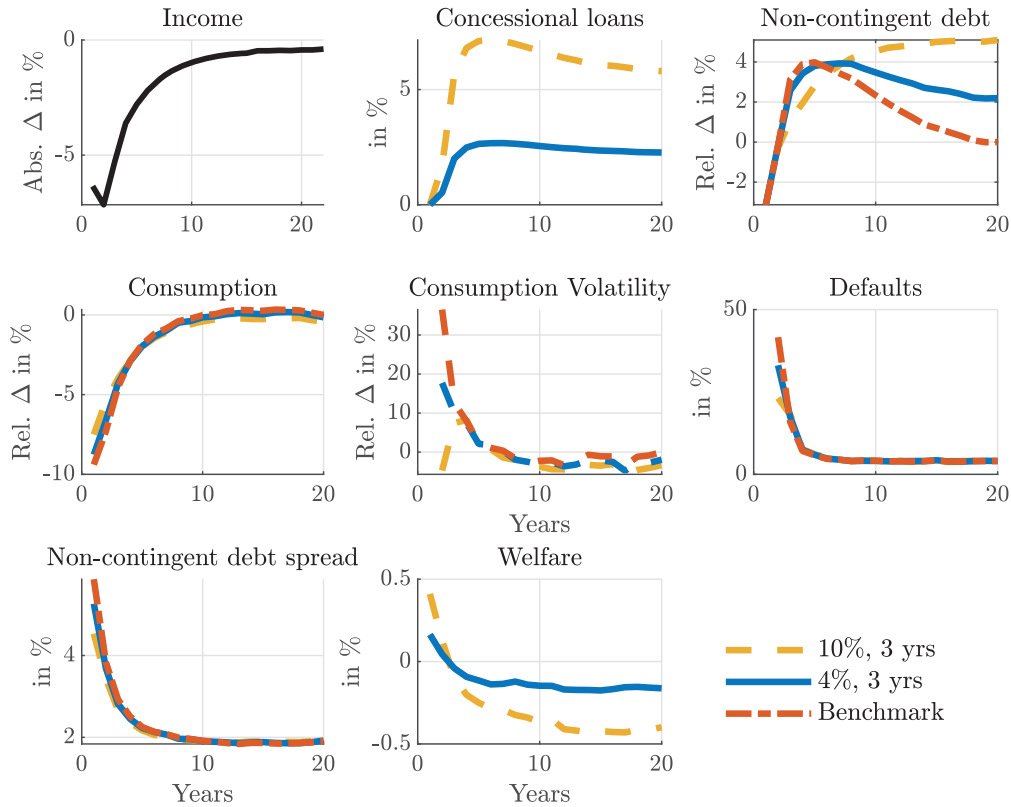 Income
Abs. Δ in %
0
-5
0
10
20
Concessional loans
in %
5
0
0
10
20
Non-contingent debt
Rel. Δ in %
4
2
0
-2
0
10
20
Consumption
Rel. Δ in %
0
-5
-10
0
10
20
Consumption Volatility
Rel. Δ in %
30
20
10
0
0
10
20
Years
Defaults
in %
50
0
0
10
20
Non-contingent debt spread
in %
4
2
0
10
20
Years
Welfare
in %
0.5
0
-0.5
0
10
20
Years
10%, 3 yrs
4%, 3 yrs
Benchmark